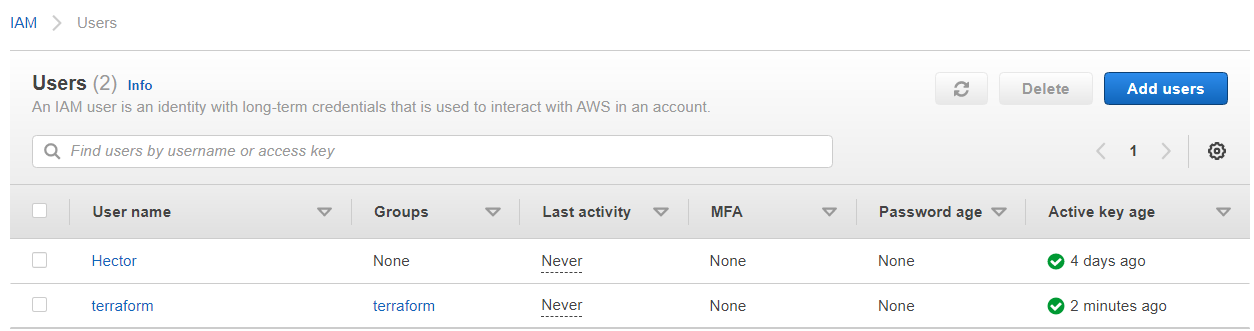 IAM Users
Users (2) Info
An IAM user is an identity with long-term credentials that is used to interact with AWS in an account.
Delete
Add users
Find users by username or access key
1
User name Groups Last activity MFA Password age Active key age
Hector None Never None None 4 days ago
terraform terraform Never None None 2 minutes ago